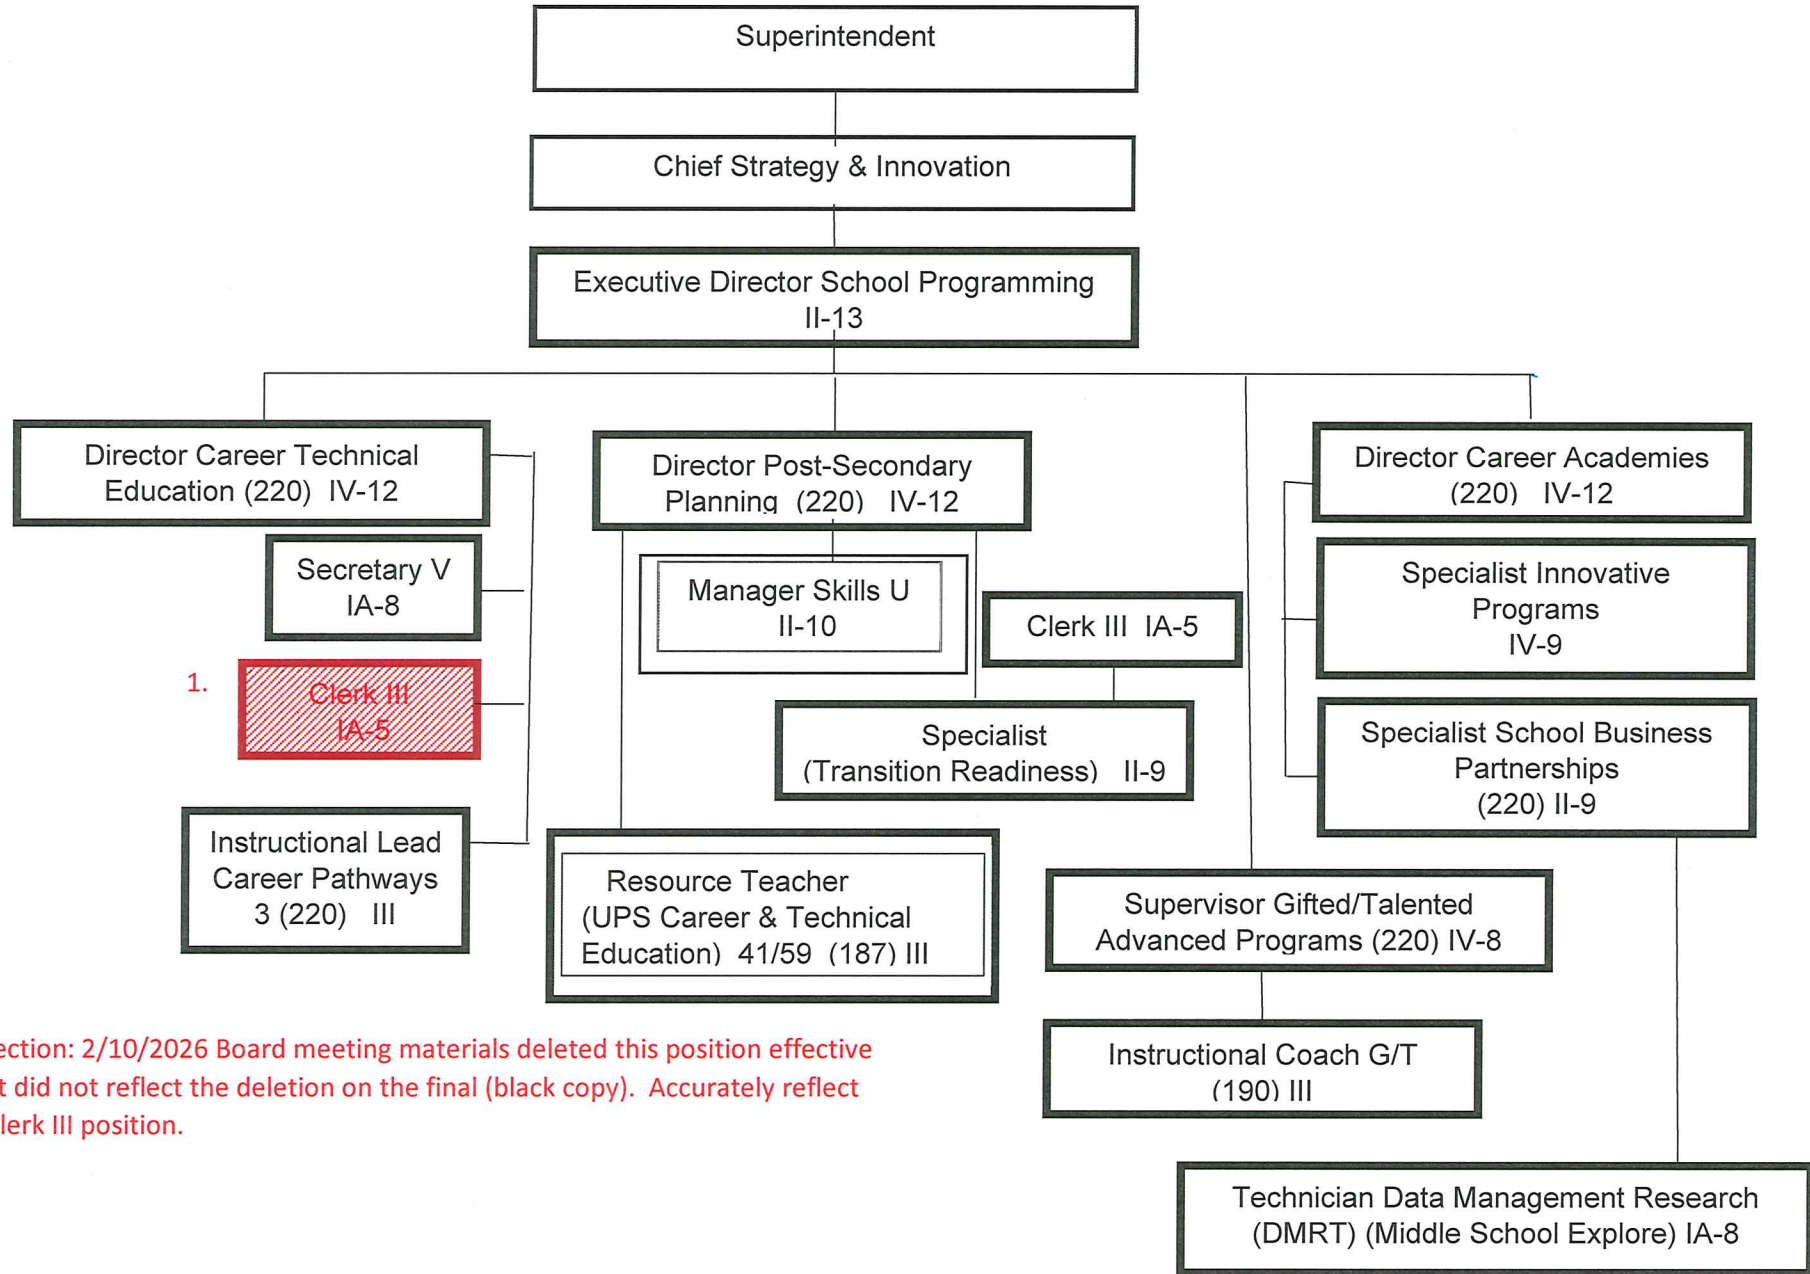 Superintendent
Chief Strategy & Innovation
Executive Director School Programming
II-13
Director Career Technical
Education (220) IV-12
Secretary V
IA-8
1.
Clerk III
IA-5
Instructional Lead
Career Pathways
3 (220) III
Director Post-Secondary
Planning (220) IV-12
Manager Skills U
II-10
Clerk III IA-5
Specialist
(Transition Readiness) II-9
Resource Teacher
(UPS Career & Technical
Education) 41/59 (187) III
Supervisor Gifted/Talented
Advanced Programs (220) IV-8
Instructional Coach G/T
(190) III
Director Career Academies
(220) IV-12
Specialist Innovative
Programs
IV-9
Specialist School Business
Partnerships
(220) II-9
Technician Data Management Research
(DMRT) (Middle School Explore) IA-8
ection: 2/10/2026 Board meeting materials deleted this position effective
t did not reflect the deletion on the final (black copy). Accurately reflect
lerk III position.